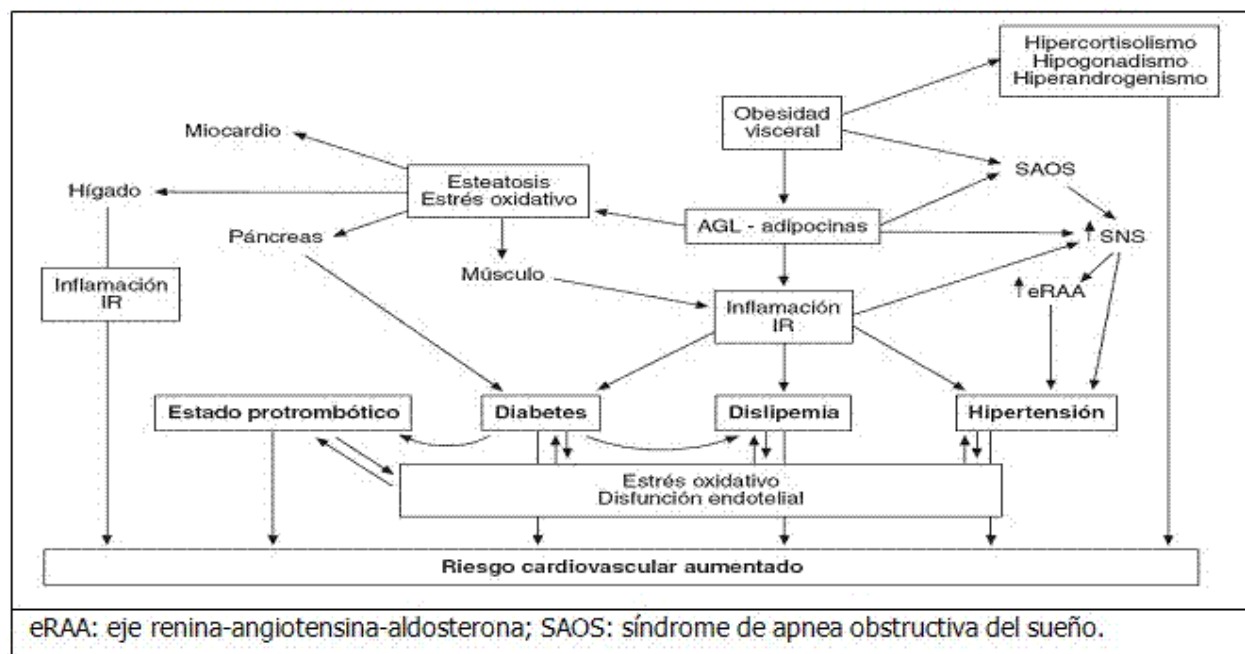 Hipercortisolismo
Hipogonadismo
Hiperandrogenismo
Obesidad
visceral
Miocardio
SAOS
Hígado
Esteatosis
Estrés oxidativo
AGL - adipocinas
SNS
Páncreas
Músculo
eRAA
Inflamación
IR
Inflamación
IR
Estado protrombótico
Diabetes
Dislipemia
Hipertensión
Estrés oxidativo
Disfunción endotelial
Riesgo cardiovascular aumentado
eRAA: eje renina-angiotensina-aldosterona; SAOS: síndrome de apnea obstructiva del sueño.